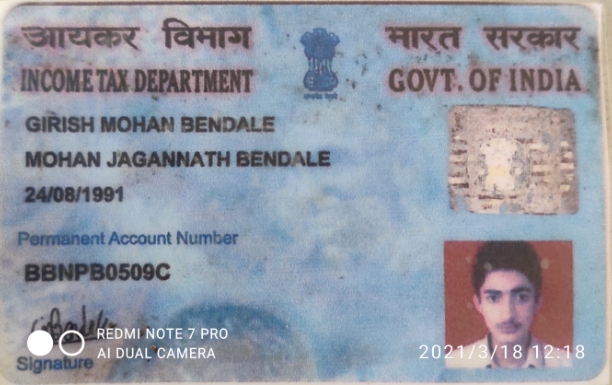 आयकर विभाग भारत सरकार
INCOME TAX DEPARTMENT GOVT. OF INDIA
GIRISH MOHAN BENDALE
MOHAN JAGANNATH BENDALE
24/08/1991
Permanent Account Number
BBNPB0509C
REDMI NOTE 7 PRO
AI DUAL CAMERA
2021/3/18 12:18
Signature